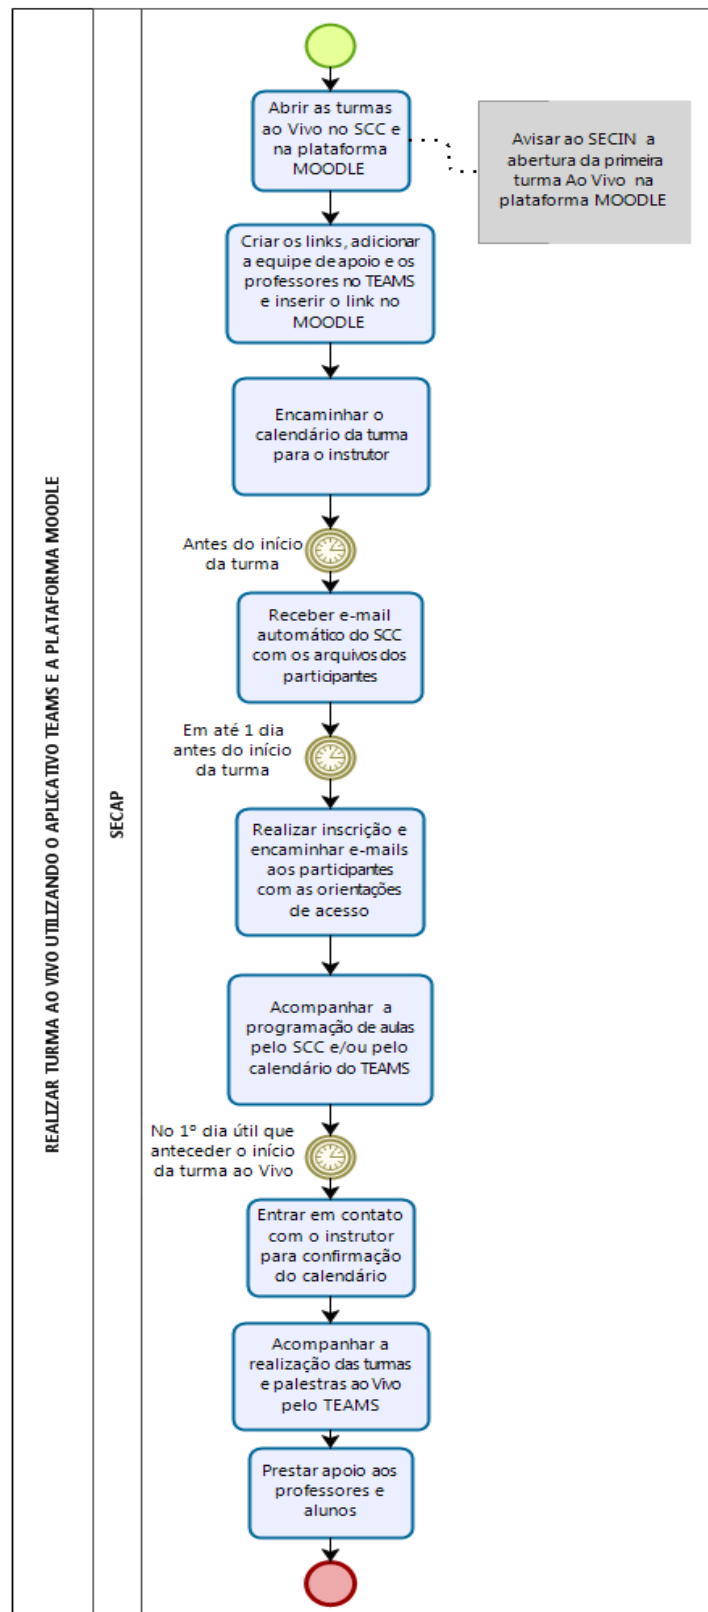 REALIZAR TURMA AO VIVO UTILIZANDO O APLICATIVO TEAMS E A PLATAFORMA MOODLE
SECAP
Abrir as turmas
ao Vivo no SCC e
na plataforma
MOODLE
Avisar ao SECIN a
abertura da primeira
turma Ao Vivo na
plataforma MOODLE
Criar os links, adicionar
a equipe de apoio e os
professores no TEAMS
e inserir o link no
MOODLE
Encaminhar o
calendário da turma
para o instrutor
Antes do início
da turma
Receber e-mail
automático do SCC
com os arquivos dos
participantes
Em até 1 dia
antes do início
da turma
Realizar inscrição e
encaminhar e-mails
aos participantes
com as orientações
de acesso
Acompanhar a
programação de aulas
pelo SCC e/ou pelo
calendário do TEAMS
No 1º dia útil que
anteceder o início
da turma ao Vivo
Entrar em contato
com o instrutor
para confirmação
do calendário
Acompanhar a
realização das turmas
e palestras ao Vivo
pelo TEAMS
Prestar apoio aos
professores e
alunos